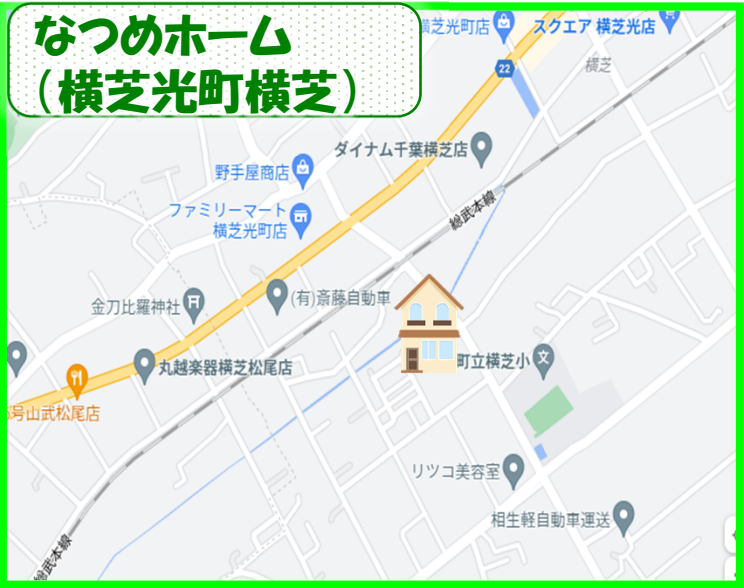 なつめホーム
(横芝光町横芝)
横芝光町店
スクエア 横芝光店
22
横芝
ダイナム千葉横芝店
野手屋商店
総武本線
ファミリーマート
横芝光町店
(有)斎藤自動車
金刀比羅神社
町立横芝小
文
丸越楽器横芝松尾店
号山武松尾店
リツコ美容室
相生軽自動車運送
総武本線